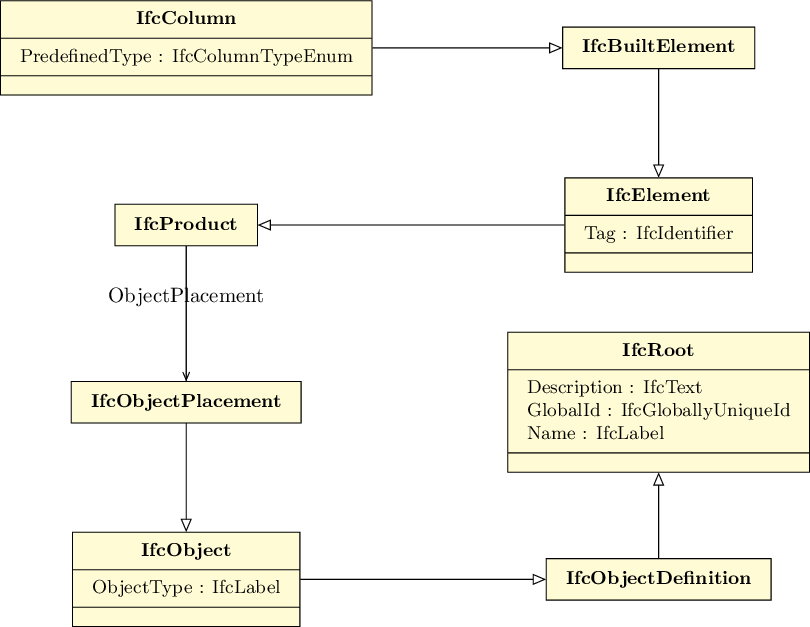 IfcColumn
PredefinedType : IfcColumnTypeEnum
IfcBuiltElement
IfcElement
Tag : IfcIdentifier
IfcProduct
ObjectPlacement
IfcObjectPlacement
IfcRoot
Description : IfcText
GlobalId : IfcGloballyUniqueId
Name : IfcLabel
IfcObject
ObjectType : IfcLabel
IfcObjectDefinition